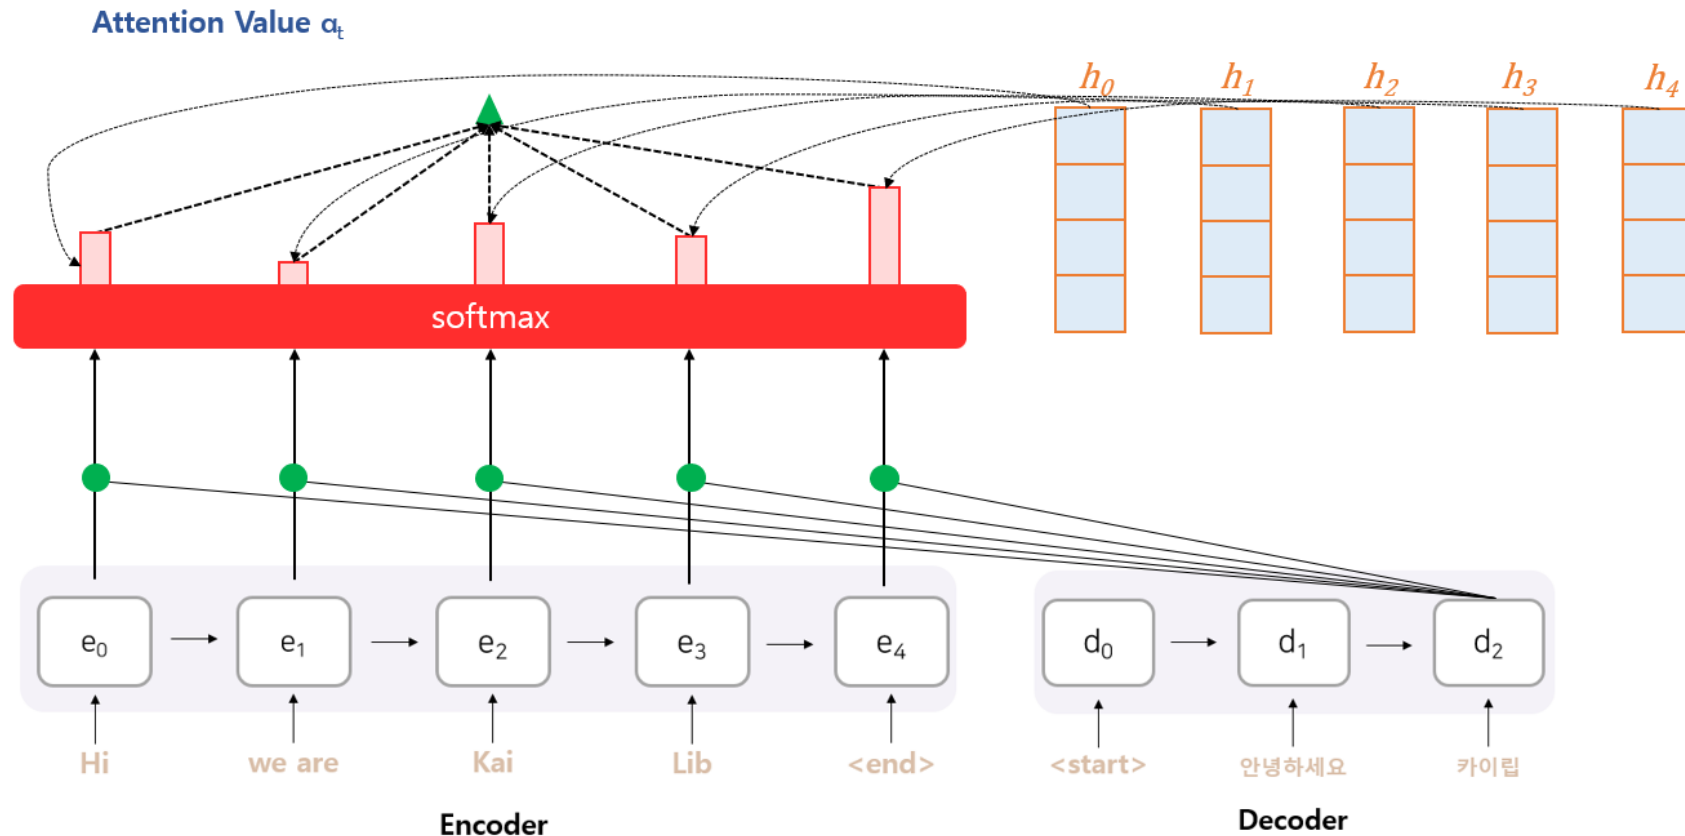 Attention Value αt
h0 h1 h2 h3 h4
softmax
e0 e1 e2 e3 e4 d0 d1 d2
Hi we are Kai Lib <end> <start> 안녕하세요 카이립
Encoder Decoder